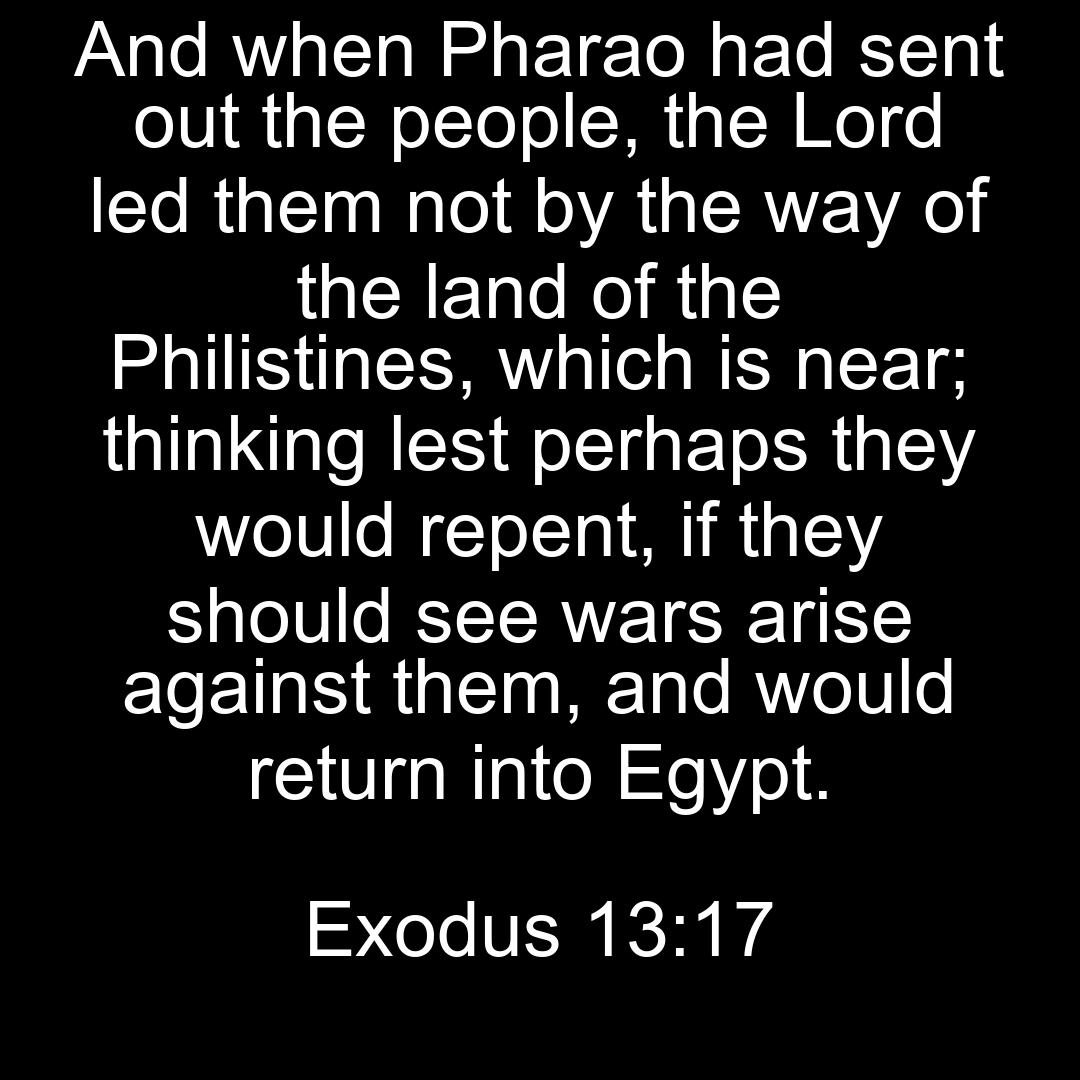 And when Pharao had sent
out the people, the Lord
led them not by the way of
the land of the
Philistines, which is near;
thinking lest perhaps they
would repent, if they
should see wars arise
against them, and would
return into Egypt.
Exodus 13:17